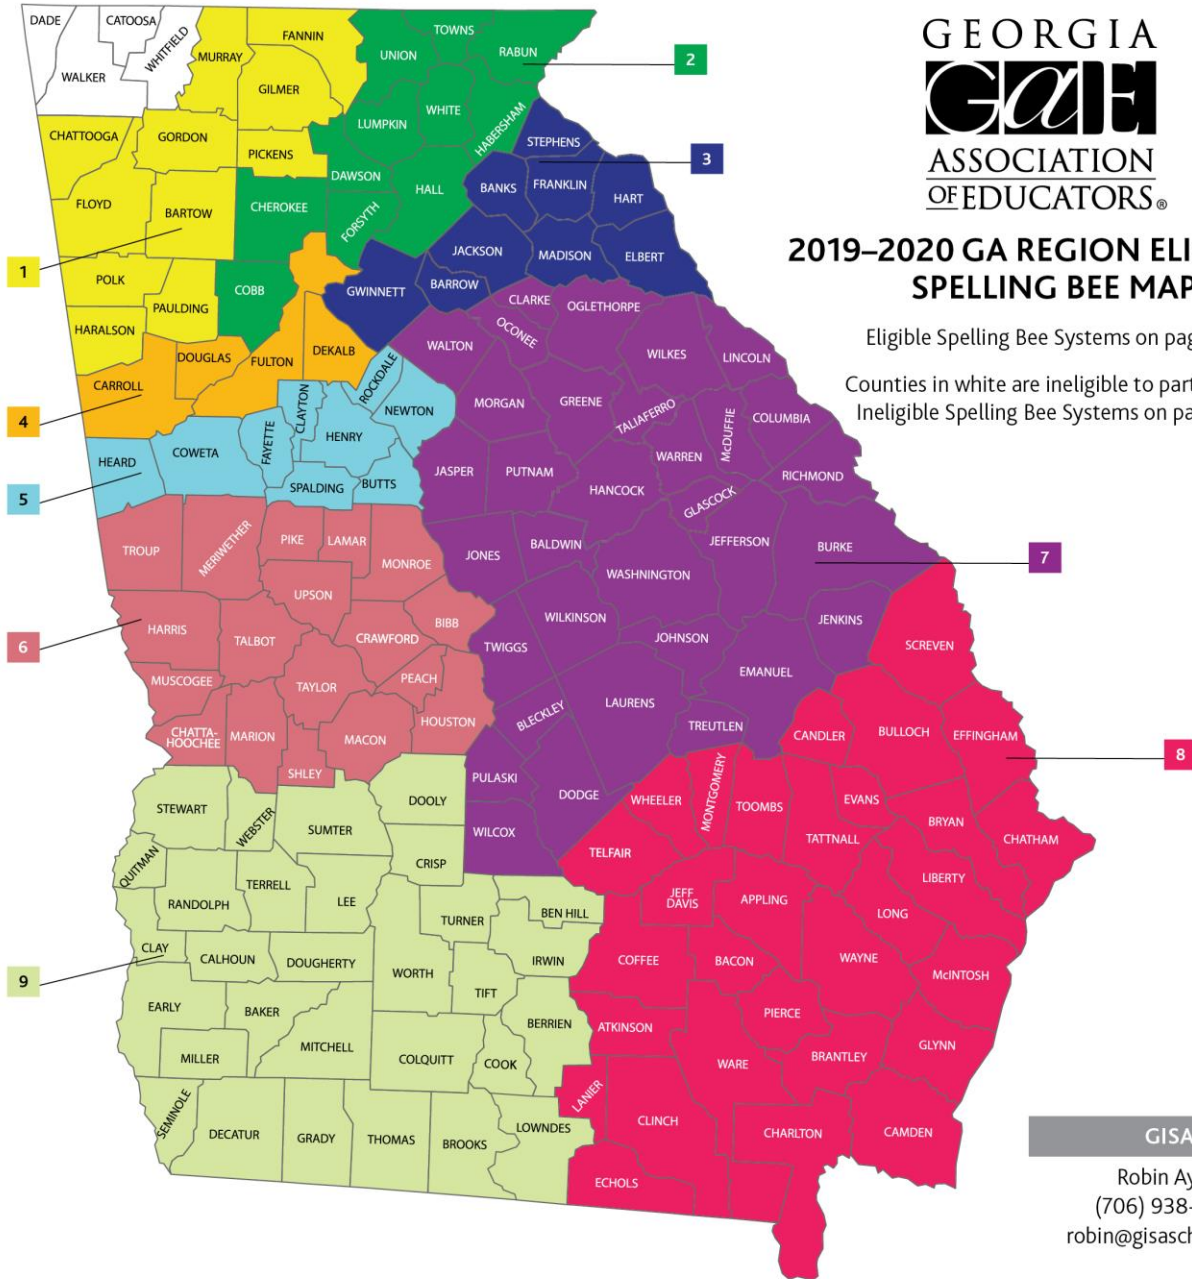 GEORGIA
GaE
ASSOCIATION
OF EDUCATORS®
2019–2020 GA REGION ELI
SPELLING BEE MAP
Eligible Spelling Bee Systems on pag
Counties in white are ineligible to part
Ineligible Spelling Bee Systems on pa
DADE
CATOOSA
WHITFIELD
WALKER
MURRAY
FANNIN
GILMER
CHATTOOGA
GORDON
PICKENS
FLOYD
BARTOW
POLK
PAULDING
HARALSON
1
TOWNS
UNION
RABUN
WHITE
LUMPKIN
HABERSHAM
DAWSON
HALL
CHEROKEE
FORSYTH
COBB
2
STEPHENS
BANKS
FRANKLIN
HART
JACKSON
MADISON
ELBERT
BARROW
GWINNETT
3
DOUGLAS
FULTON
DEKALB
CARROLL
4
ROCKDALE
CLAYTON
NEWTON
FAYETTE
HENRY
COWETA
HEARD
SPALDING
BUTTS
5
TROUP
MERIWETHER
PIKE
LAMAR
MONROE
UPSON
HARRIS
TALBOT
CRAWFORD
BIBB
MUSCOGEE
TAYLOR
PEACH
HOUSTON
CHATTA-
HOOCHEE
MARION
MACON
SHLEY
6
CLARKE
OGLETHORPE
OCONEE
WALTON
WILKES
LINCOLN
MORGAN
GREENE
TALIAFERRO
McDUFFIE
COLUMBIA
WARREN
JASPER
PUTNAM
HANCOCK
GLASCOCK
RICHMOND
JONES
BALDWIN
JEFFERSON
BURKE
WASHNINGTON
WILKINSON
JENKINS
TWIGGS
JOHNSON
EMANUEL
LAURENS
BLECKLEY
TREUTLEN
PULASKI
DODGE
WILCOX
7
SCREVEN
CANDLER
BULLOCH
EFFINGHAM
WHEELER
MONTGOMERY
TOOMBS
EVANS
TATTNALL
BRYAN
CHATHAM
TELFAIR
LIBERTY
JEFF
DAVIS
APPLING
LONG
COFFEE
BACON
WAYNE
McINTOSH
ATKINSON
PIERCE
WARE
BRANTLEY
GLYNN
LANIER
CLINCH
CHARLTON
CAMDEN
ECHOLS
8
STEWART
WEBSTER
SUMTER
DOOLY
QUITMAN
CRISP
RANDOLPH
TERRELL
LEE
TURNER
BEN HILL
CLAY
CALHOUN
DOUGHERTY
WORTH
IRWIN
TIFT
EARLY
BAKER
MITCHELL
BERRIEN
MILLER
COLQUITT
COOK
SEMINOLE
DECATUR
GRADY
THOMAS
BROOKS
LOWNDES
9
GISA
Robin Ay
(706) 938-
robin@gisasch